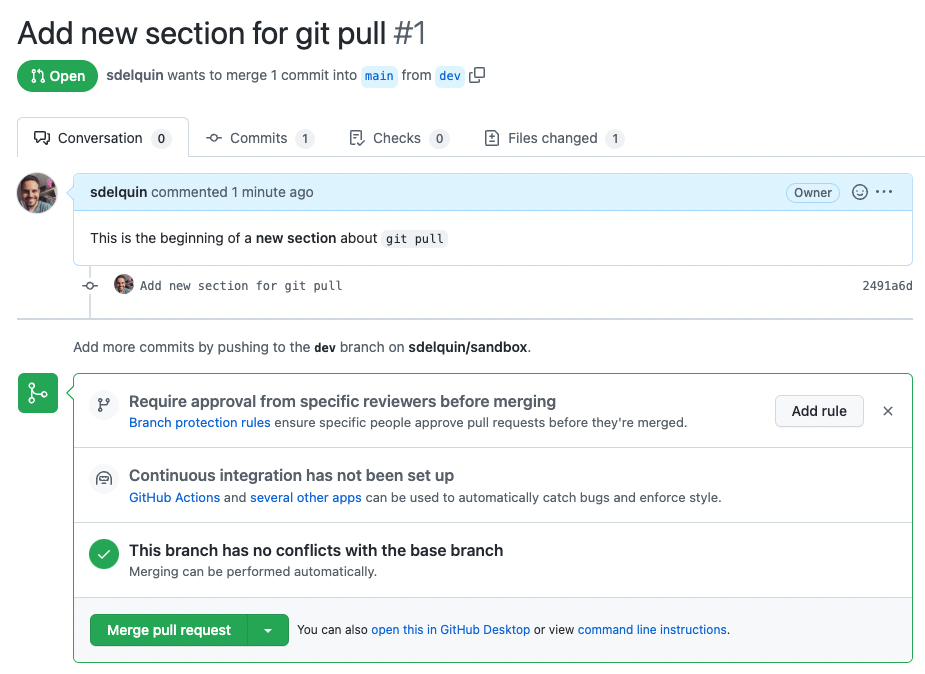 Add new section for git pull #1
Open sdelquin wants to merge 1 commit into main from dev
Conversation 0 Commits 1 Checks 0 Files changed 1
sdelquin commented 1 minute ago Owner
This is the beginning of a new section about git pull
Add new section for git pull 2491a6d
Add more commits by pushing to the dev branch on sdelquin/sandbox.
Require approval from specific reviewers before merging
Branch protection rules ensure specific people approve pull requests before they're merged.
Add rule
Continuous integration has not been set up
GitHub Actions and several other apps can be used to automatically catch bugs and enforce style.
This branch has no conflicts with the base branch
Merging can be performed automatically.
Merge pull request You can also open this in GitHub Desktop or view command line instructions.